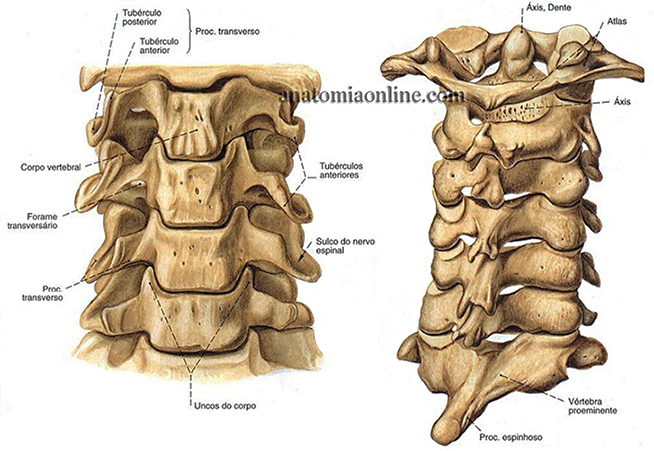 Tubérculo
posterior
Tubérculo
anterior
Proc. transverso
Corpo vertebral
Forame
transversário
Proc.
transverso
Tubérculos
anteriores
Sulco do nervo
espinal
Uncos do corpo
anatomiaonline.com
Áxis, Dente
Atlas
Áxis
Vértebra
proeminente
Proc. espinhoso